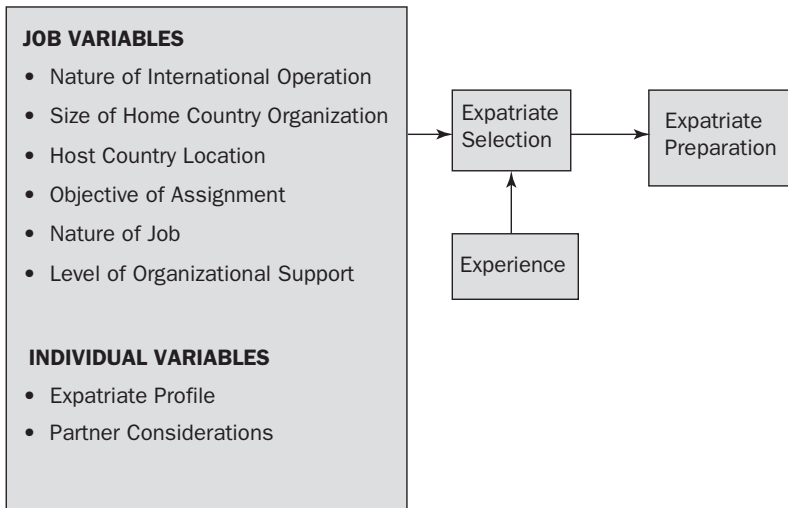 JOB VARIABLES
• Nature of International Operation
• Size of Home Country Organization
• Host Country Location
• Objective of Assignment
• Nature of Job
• Level of Organizational Support
INDIVIDUAL VARIABLES
• Expatriate Profile
• Partner Considerations
Expatriate
Selection
Experience
Expatriate
Preparation